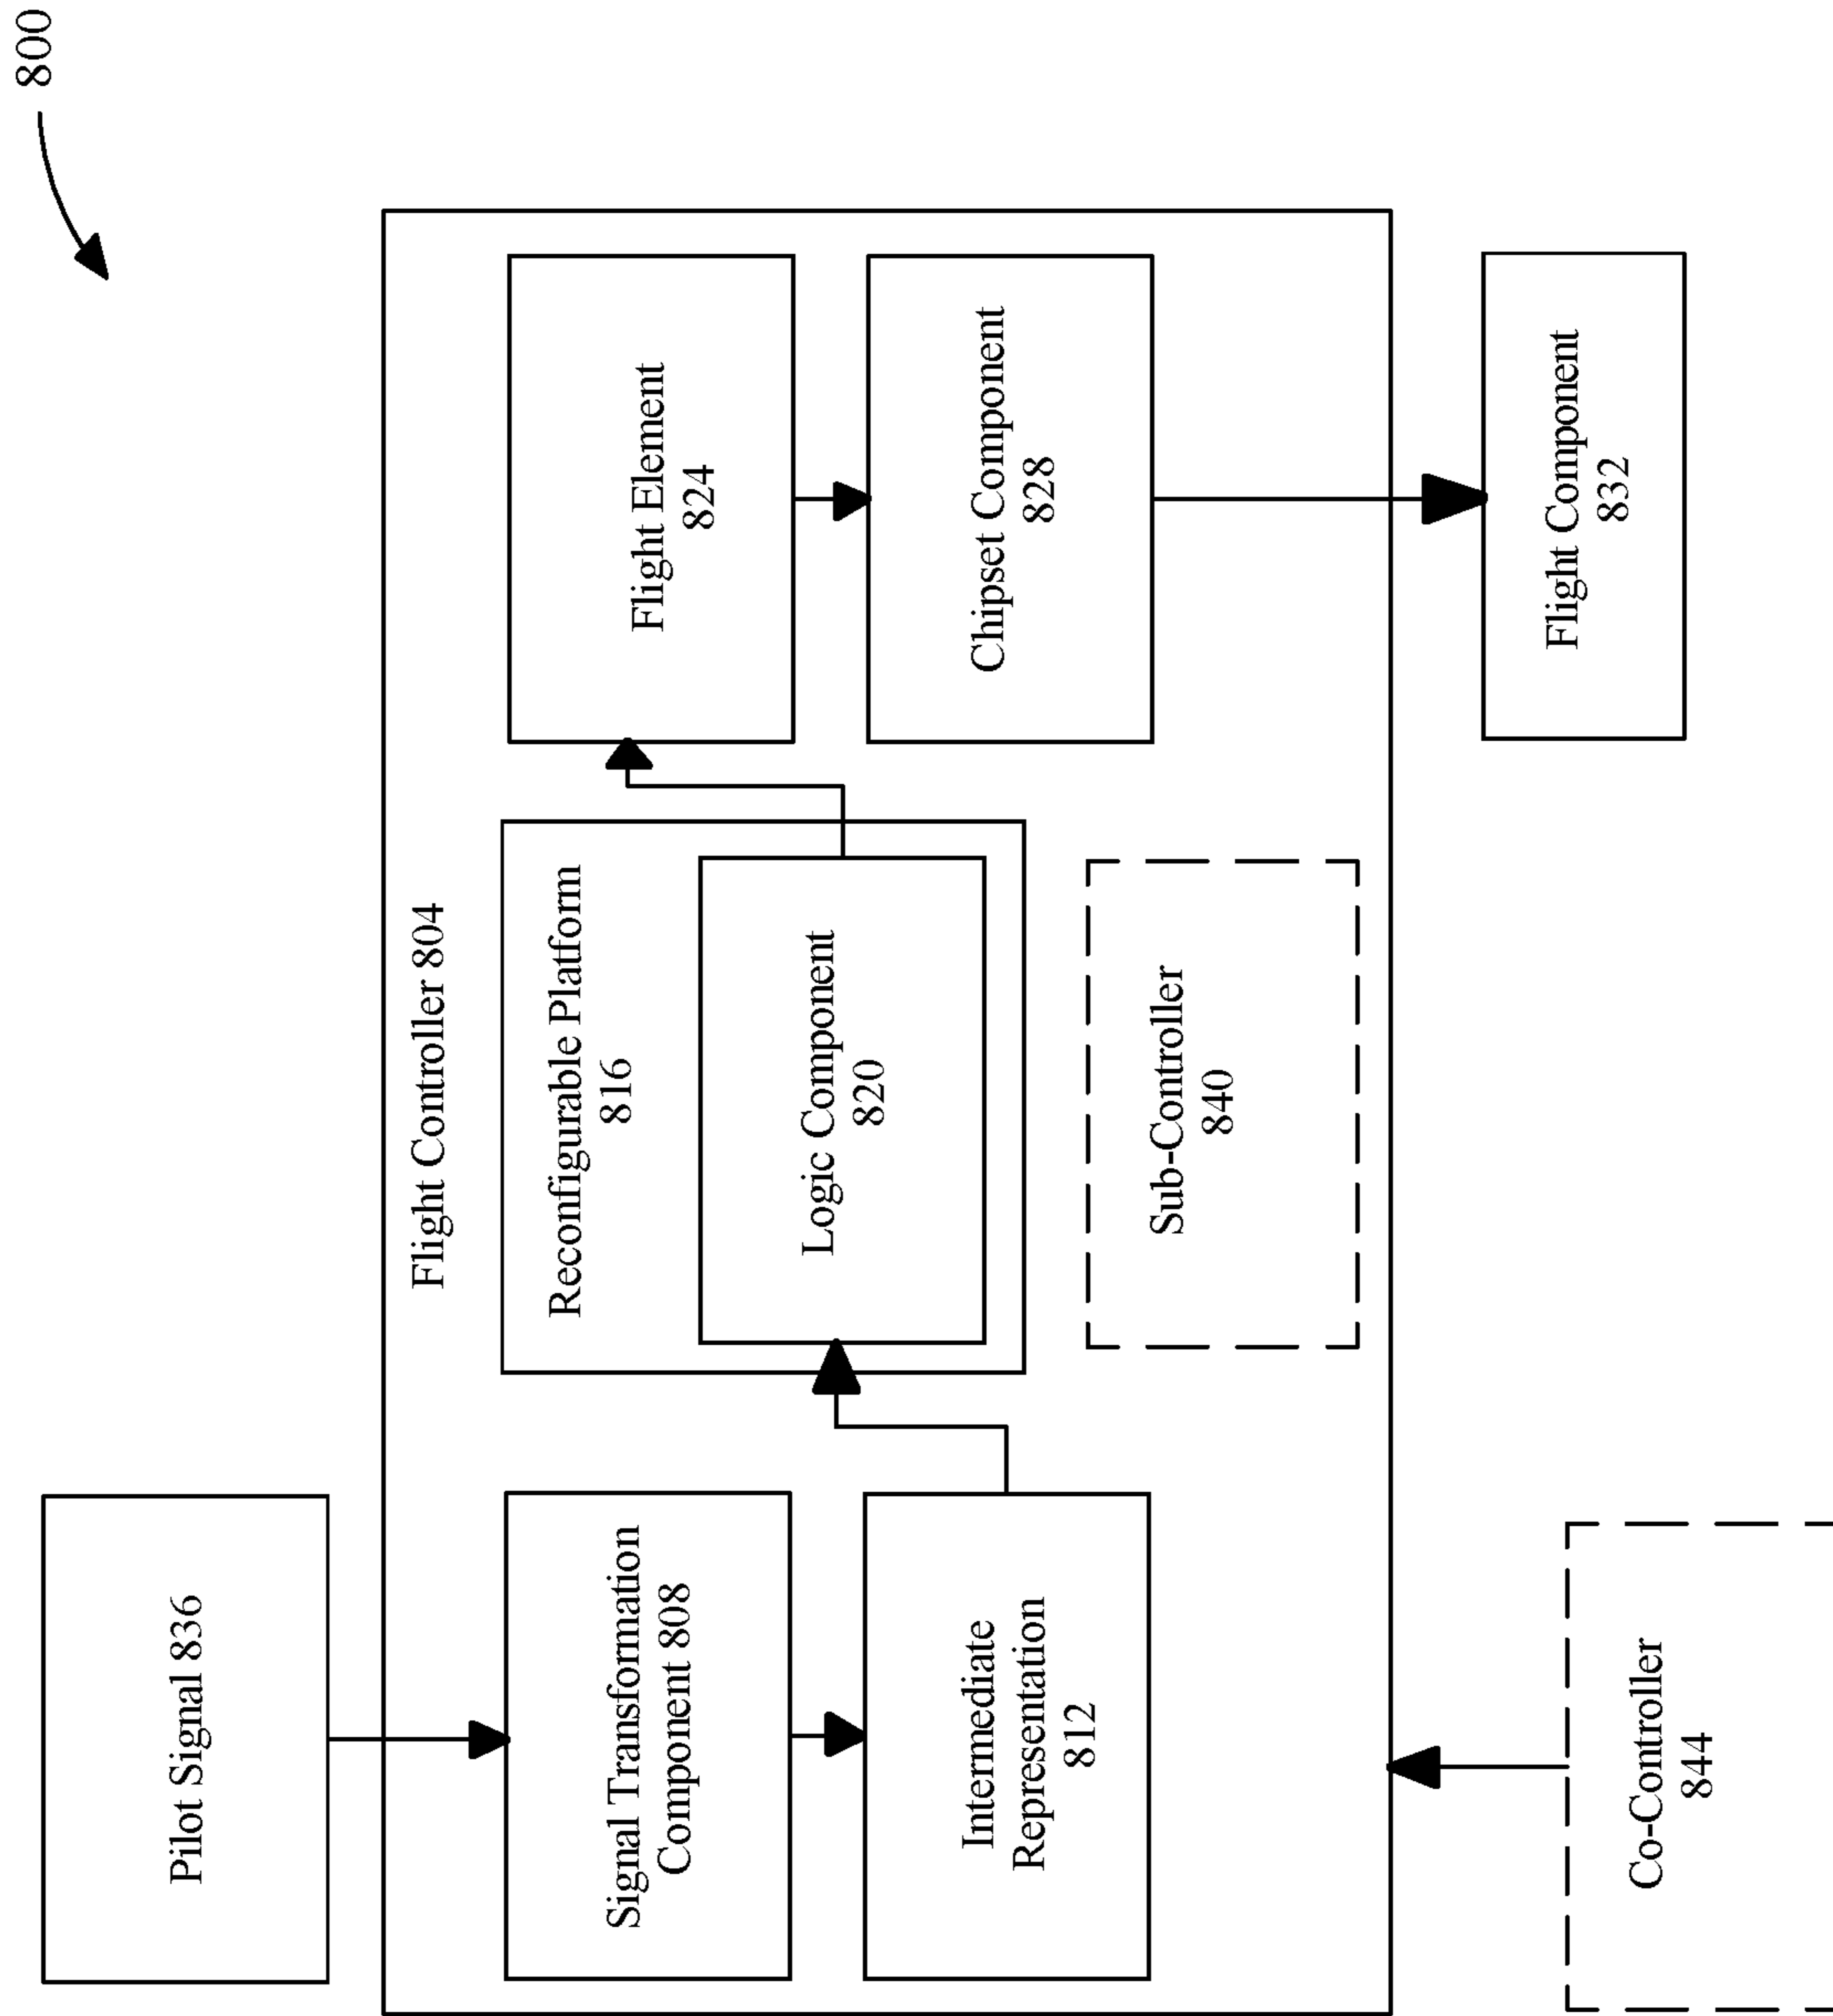 800
Pilot Signal 836
Flight Controller 804
Signal Transformation
Component 808
Intermediate
Representation
812
Reconfigurable Platform
816
Logic Component
820
Sub-Controller
840
Flight Element
824
Chipset Component
828
Co-Controller
844
Flight Component
832